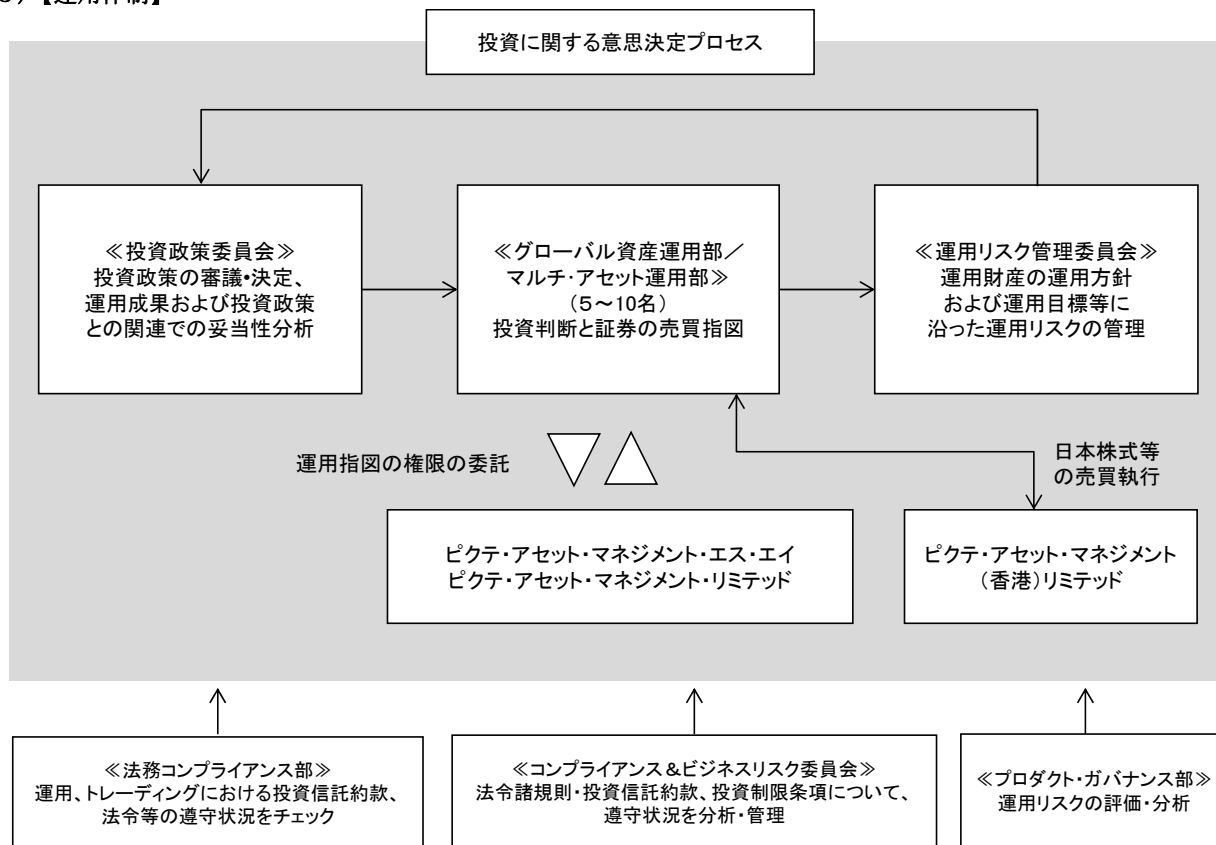 【運用体制】
投資に関する意思決定プロセス
≪投資政策委員会≫
投資政策の審議・決定、
運用成果および投資政策
との関連での妥当性分析
≪グローバル資産運用部／
マルチ・アセット運用部≫
（５～10名）
投資判断と証券の売買指図
≪運用リスク管理委員会≫
運用財産の運用方針
および運用目標等に
沿った運用リスクの管理
運用指図の権限の委託
日本株式等
の売買執行
ピクテ・アセット・マネジメント・エス・エイ
ピクテ・アセット・マネジメント・リミテッド
ピクテ・アセット・マネジメント
（香港）リミテッド
≪法務コンプライアンス部≫
運用、トレーディングにおける投資信託約款、
法令等の遵守状況をチェック
≪コンプライアンス＆ビジネスリスク委員会≫
法令諸規則・投資信託約款、投資制限条項について、
遵守状況を分析・管理
≪プロダクト・ガバナンス部≫
運用リスクの評価・分析